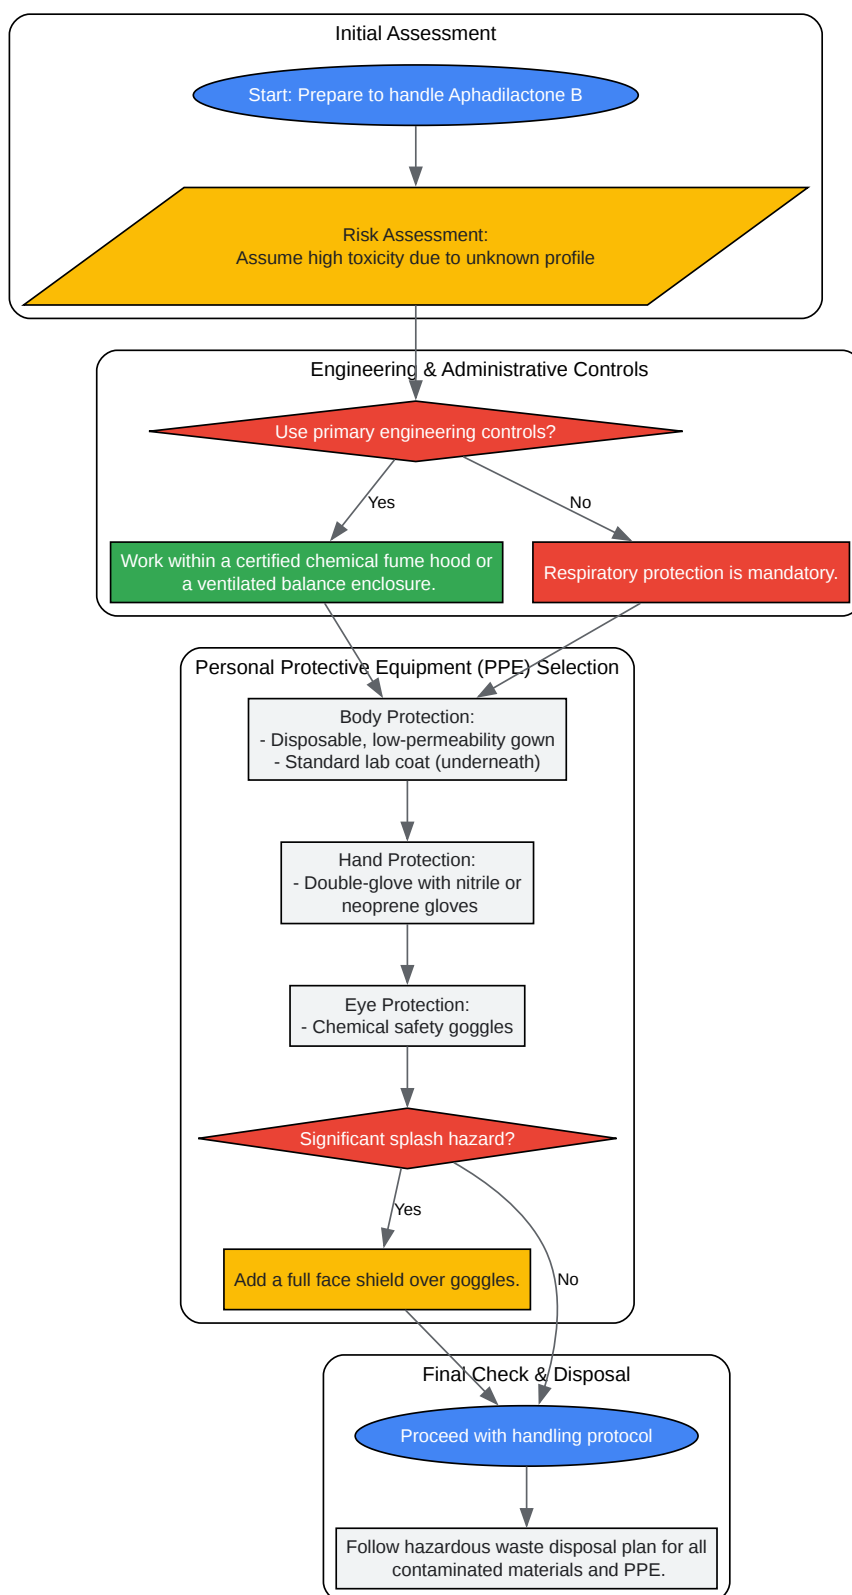 Initial Assessment
Start: Prepare to handle Aphadilactone B
Risk Assessment:
Assume high toxicity due to unknown profile
Engineering & Administrative Controls
Use primary engineering controls?
Yes
No
Work within a certified chemical fume hood or
a ventilated balance enclosure.
Respiratory protection is mandatory.
Personal Protective Equipment (PPE) Selection
Body Protection:
- Disposable, low-permeability gown
- Standard lab coat (underneath)
Hand Protection:
- Double-glove with nitrile or
neoprene gloves
Eye Protection:
- Chemical safety goggles
Significant splash hazard?
Yes
No
Add a full face shield over goggles.
Final Check & Disposal
Proceed with handling protocol
Follow hazardous waste disposal plan for all
contaminated materials and PPE.